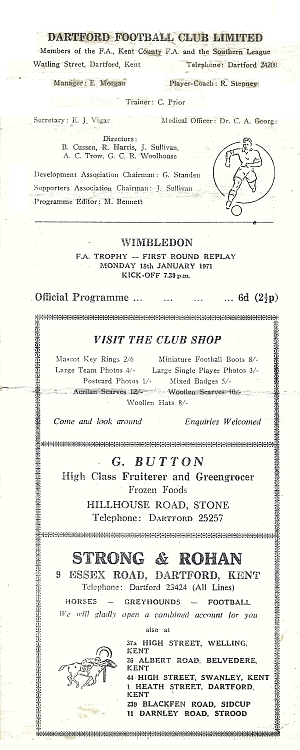 DARTFORD FOOTBALL CLUB LIMITED
Members of the F.A., Kent County F.A. and the Southern League
Watling Street, Dartford, Kent Telephone: Dartford 24200
Manager: E. Morgan Player-Coach: R. Stepney
Trainer: C. Prior
Secretary: E. J. Vigar Medical Officer: Dr. C. A. George
Directors:
B. Cussen, R. Harris, J. Sullivan,
A. C. Trow, G. C. R. Woolhouse
Development Association Chairman: G. Standen
Supporters Association Chairman: J. Sullivan
Programme Editor: M. Bennett
WIMBLEDON
F.A. TROPHY — FIRST ROUND REPLAY
MONDAY 18th JANUARY 1971
KICK-OFF 7.30 p.m.
Official Programme ... ... ... ... 6d (2½p)
VISIT THE CLUB SHOP
Mascot Key Rings 2/6 Miniature Football Boots 8/-
Large Team Photos 4/- Large Single Player Photos 3/-
Postcard Photos 1/- Mixed Badges 5/-
Acrilan Scarves 12/- Woollen Scarves 10/-
Woollen Hats 8/-
Come and look around Enquiries Welcomed
G. BUTTON
High Class Fruiterer and Greengrocer
Frozen Foods
HILLHOUSE ROAD, STONE
Telephone: DARTFORD 25257
STRONG & ROHAN
9 ESSEX ROAD, DARTFORD, KENT
Telephone: Dartford 23424 (All Lines)
HORSES — GREYHOUNDS — FOOTBALL
We will gladly open a combined account for you
also at
37a HIGH STREET, WELLING, KENT
26 ALBERT ROAD, BELVEDERE, KENT
44 HIGH STREET, SWANLEY, KENT
1 HEATH STREET, DARTFORD, KENT
239 BLACKFEN ROAD, SIDCUP
11 DARNLEY ROAD, STROOD